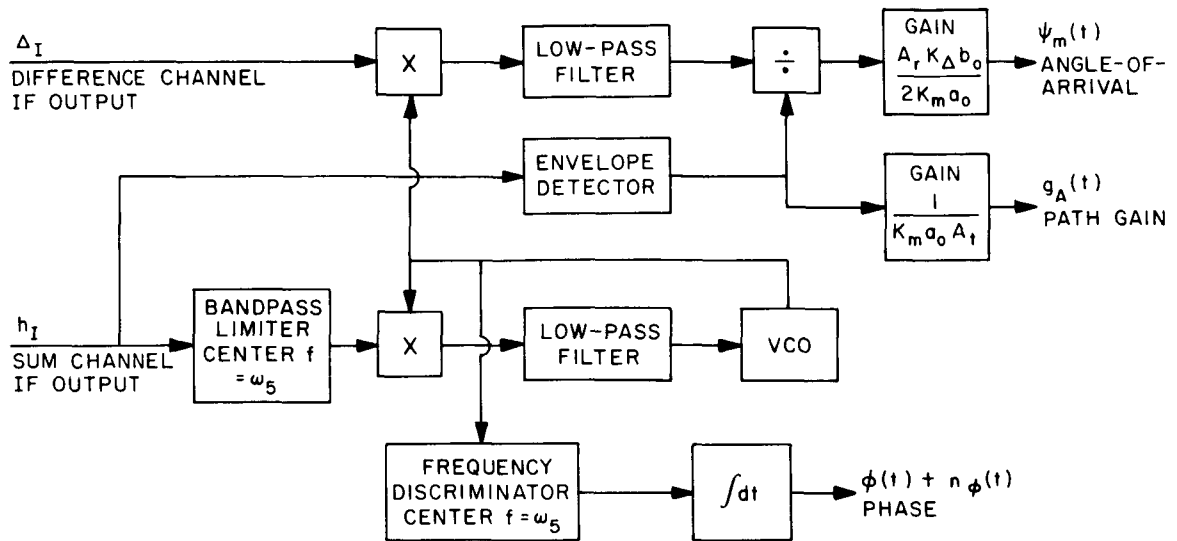 Δ_I
DIFFERENCE CHANNEL
IF OUTPUT
X
LOW-PASS
FILTER
÷
GAIN
A_r K_Δ b_o
2K_m a_o
ψ_m(t)
ANGLE-OF-
ARRIVAL
ENVELOPE
DETECTOR
GAIN
1
K_m a_o A_t
g_A(t)
PATH GAIN
h_I
SUM CHANNEL
IF OUTPUT
BANDPASS
LIMITER
CENTER f
= ω_5
X
LOW-PASS
FILTER
VCO
FREQUENCY
DISCRIMINATOR
CENTER f = ω_5
∫dt
ϕ(t) + n_ϕ(t)
PHASE